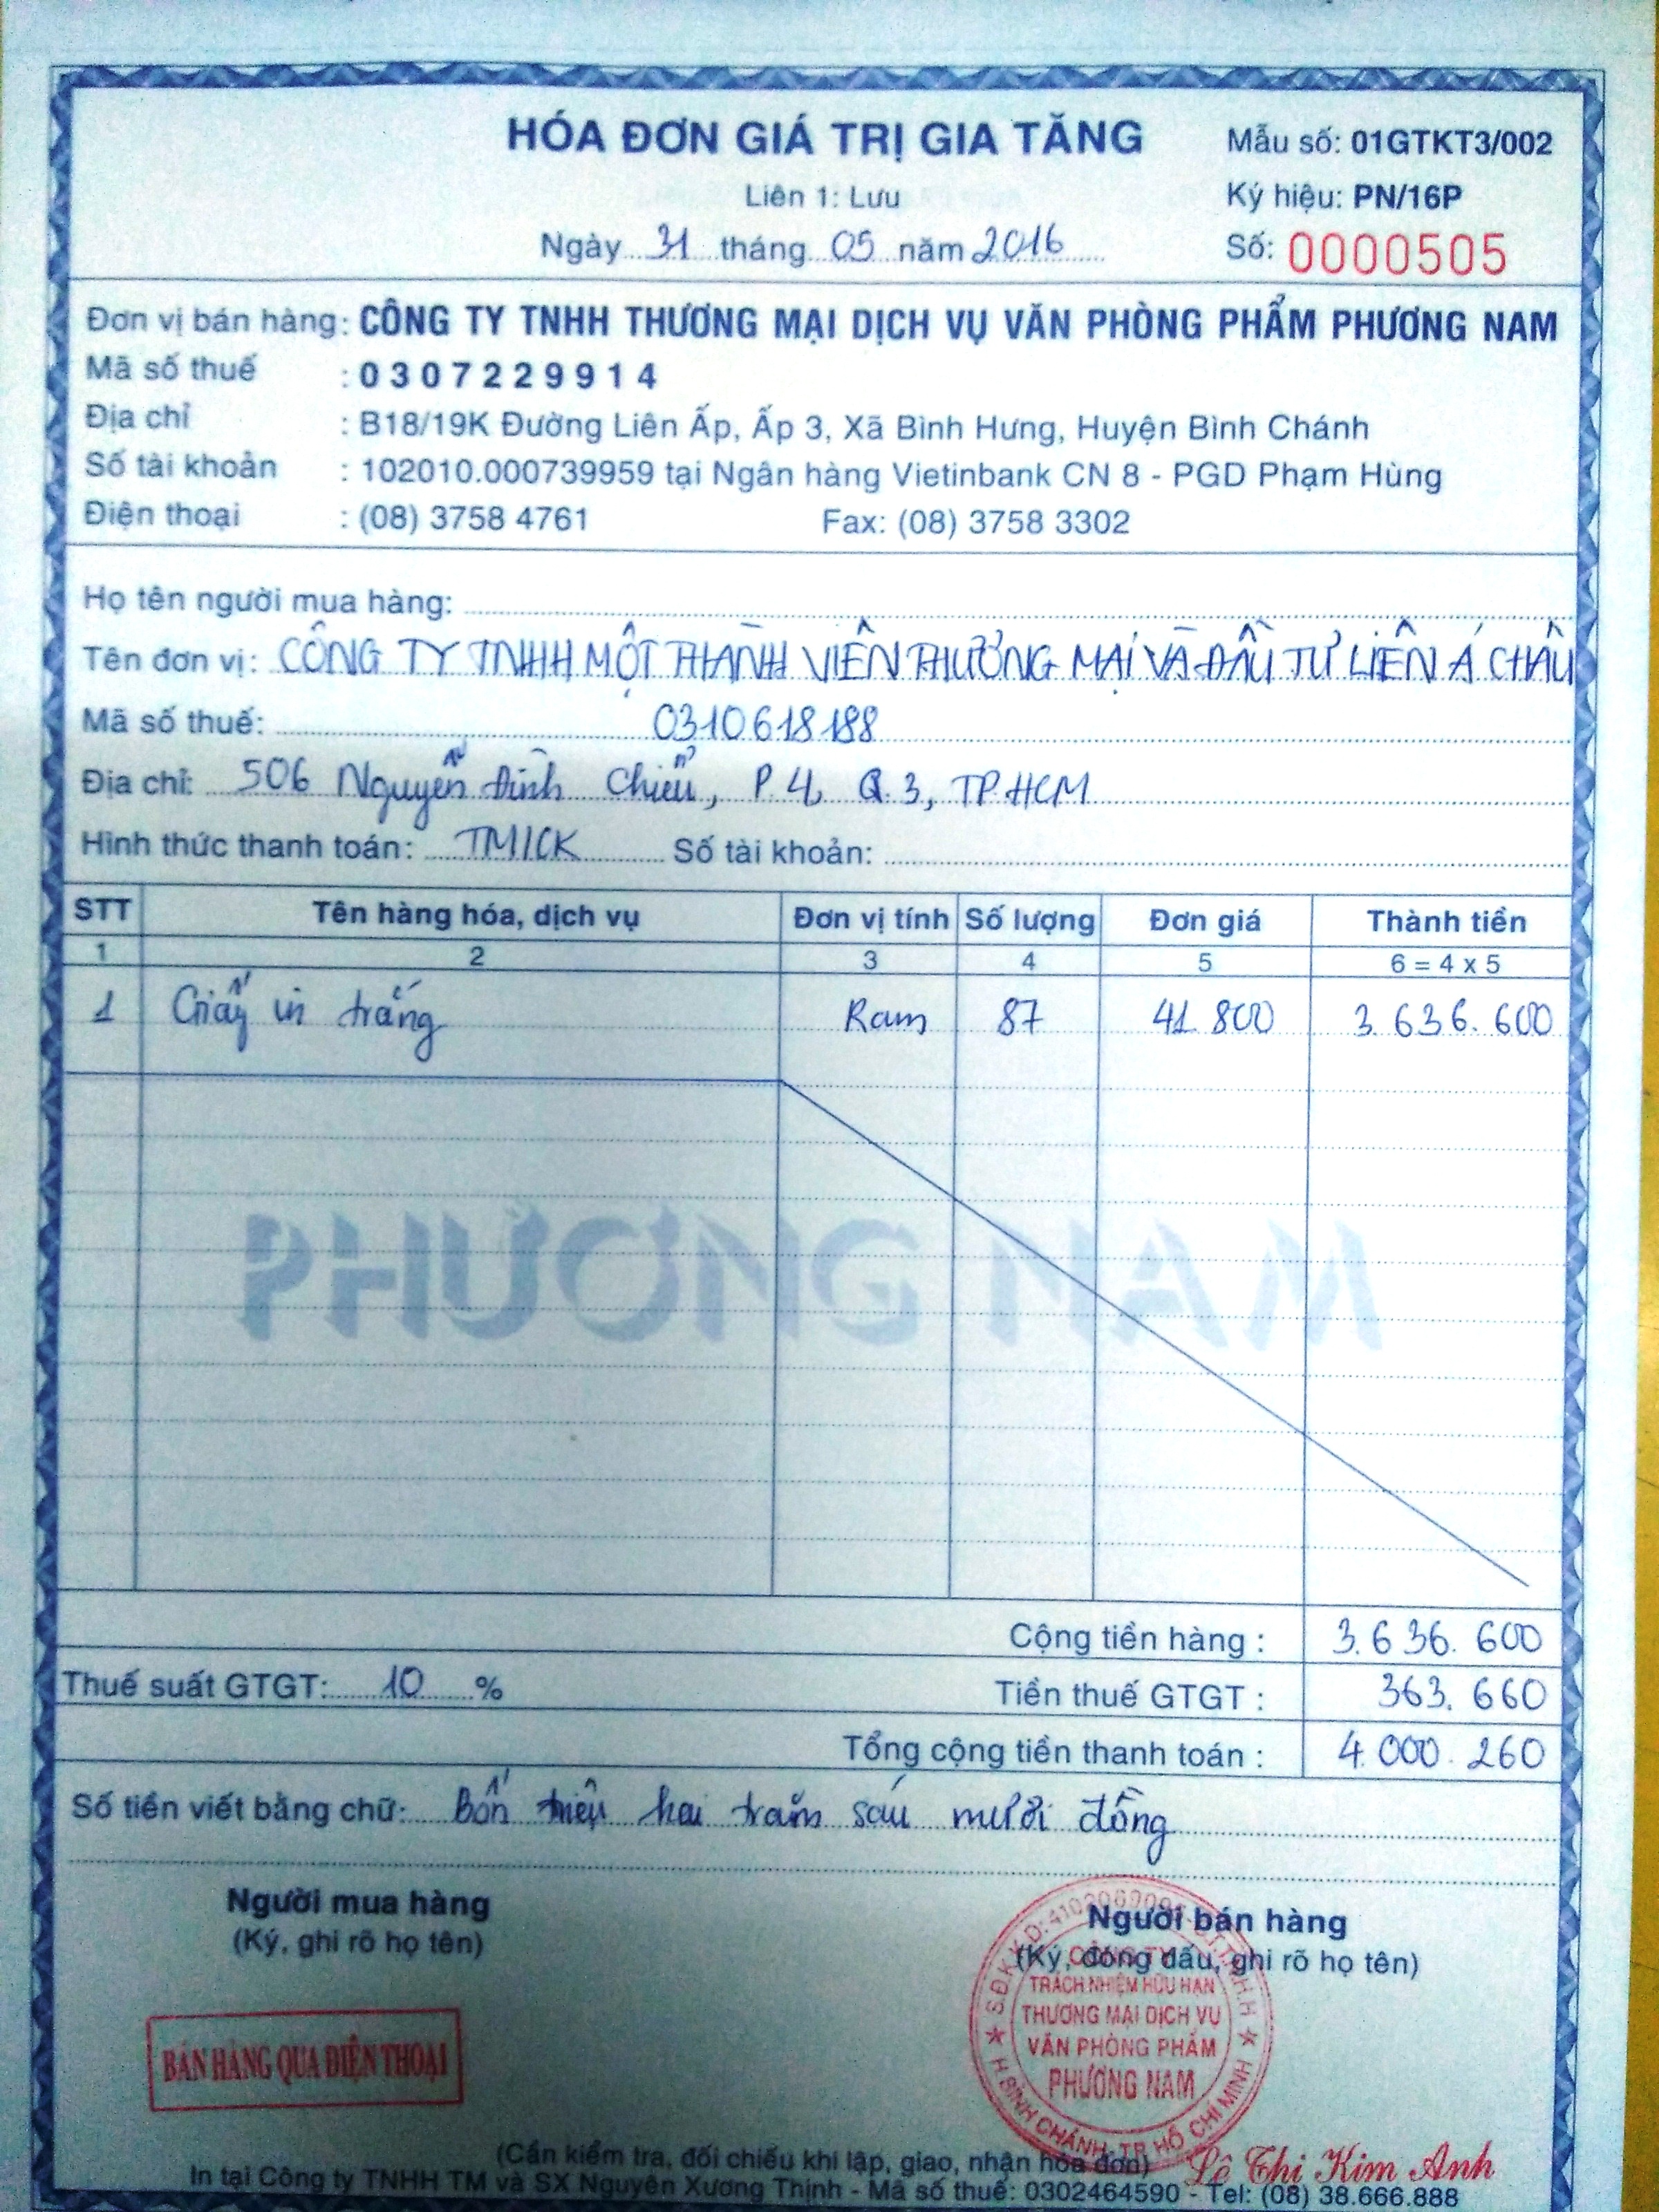 HÓA ĐƠN GIÁ TRỊ GIA TĂNG
Mẫu số: 01GTKT3/002
Liên 1: Lưu
Ký hiệu: PN/16P
Ngày 31 tháng 05 năm 2016
Số: 0000505
Đơn vị bán hàng: CÔNG TY TNHH THƯƠNG MẠI DỊCH VỤ VĂN PHÒNG PHẨM PHƯƠNG NAM
Mã số thuế : 0307229914
Địa chỉ : B18/19K Đường Liên Ấp, Ấp 3, Xã Bình Hưng, Huyện Bình Chánh
Số tài khoản : 102010.000739959 tại Ngân hàng Vietinbank CN 8 - PGD Phạm Hùng
Điện thoại : (08) 3758 4761 Fax: (08) 3758 3302
Họ tên người mua hàng:
Tên đơn vị: CÔNG TY TNHH MỘT THÀNH VIÊN THƯƠNG MẠI VÀ ĐẦU TƯ LIÊN Á CHÂU
Mã số thuế: 0310618188
Địa chỉ: 506 Nguyễn Đình Chiểu, P.4, Q.3, TP.HCM
Hình thức thanh toán: TM/CK Số tài khoản:
STT Tên hàng hóa, dịch vụ Đơn vị tính Số lượng Đơn giá Thành tiền
1 2 3 4 5 6 = 4 x 5
1 Giấy in trắng Ram 87 41.800 3.636.600
PHƯƠNG NAM
Cộng tiền hàng : 3.636.600
Thuế suất GTGT: 10 % Tiền thuế GTGT : 363.660
Tổng cộng tiền thanh toán : 4.000.260
Số tiền viết bằng chữ: Bốn triệu hai trăm sáu mươi đồng
Người mua hàng
(Ký, ghi rõ họ tên)
Người bán hàng
(Ký, đóng dấu, ghi rõ họ tên)
BÁN HÀNG QUA ĐIỆN THOẠI
CÔNG TY
TRÁCH NHIỆM HỮU HẠN
THƯƠNG MẠI DỊCH VỤ
VĂN PHÒNG PHẨM
PHƯƠNG NAM
H.BÌNH CHÁNH-TP.HỒ CHÍ MINH
Lê Thị Kim Anh
(Cần kiểm tra, đối chiếu khi lập, giao, nhận hóa đơn)
In tại Công ty TNHH TM và SX Nguyên Xương Thịnh - Mã số thuế: 0302464590 - Tel: (08) 38.666.888